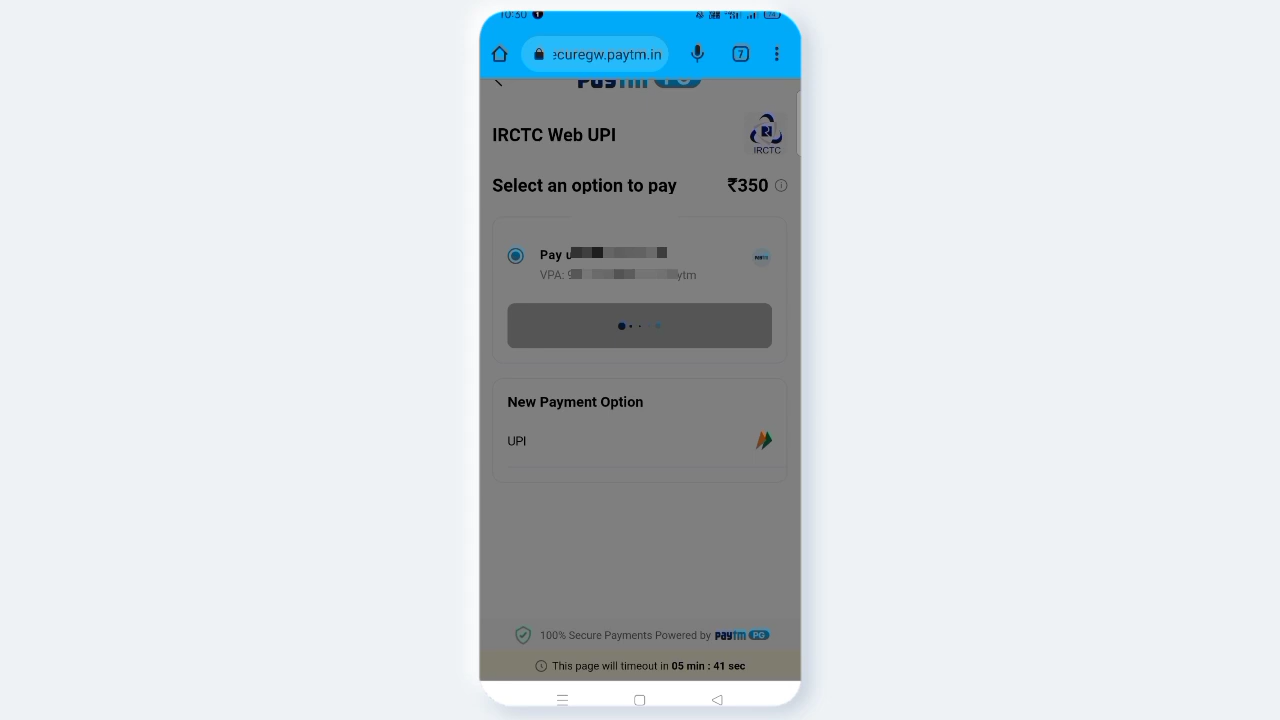 10:30
ecuregw.paytm.in
7
Paytm PG
IRCTC Web UPI
IRCTC
Select an option to pay ₹350
Pay u
VPA: 9 ytm
New Payment Option
UPI
100% Secure Payments Powered by paytm PG
This page will timeout in 05 min : 41 sec